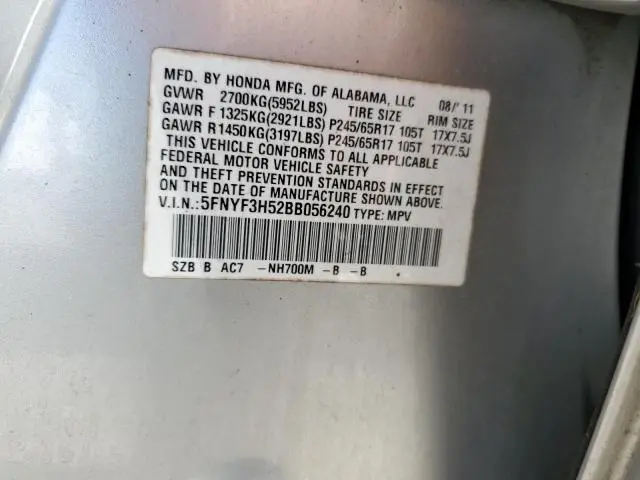 MFD. BY HONDA MFG. OF ALABAMA, LLC 08/'11
GVWR 2700KG(5952LBS) TIRE SIZE RIM SIZE
GAWR F 1325KG(2921LBS) P245/65R17 105T 17X7.5J
GAWR R 1450KG(3197LBS) P245/65R17 105T 17X7.5J
THIS VEHICLE CONFORMS TO ALL APPLICABLE
FEDERAL MOTOR VEHICLE SAFETY
AND THEFT PREVENTION STANDARDS IN EFFECT
ON THE DATE OF MANUFACTURE SHOWN ABOVE.
V.I.N.:5FNYF3H52BB056240 TYPE: MPV
SZB B AC7 -NH700M -B -B